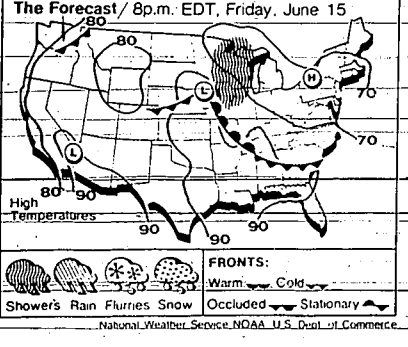 The Forecast/ 8p.m. EDT, Friday, June 15
80
80
L
H
70
70
L
80
90
High
Temperatures
90
90
90
FRONTS:
Warm Cold
Showers Rain Flurries Snow
Occluded Stationary
National Weather Service NOAA U.S. Dept of Commerce